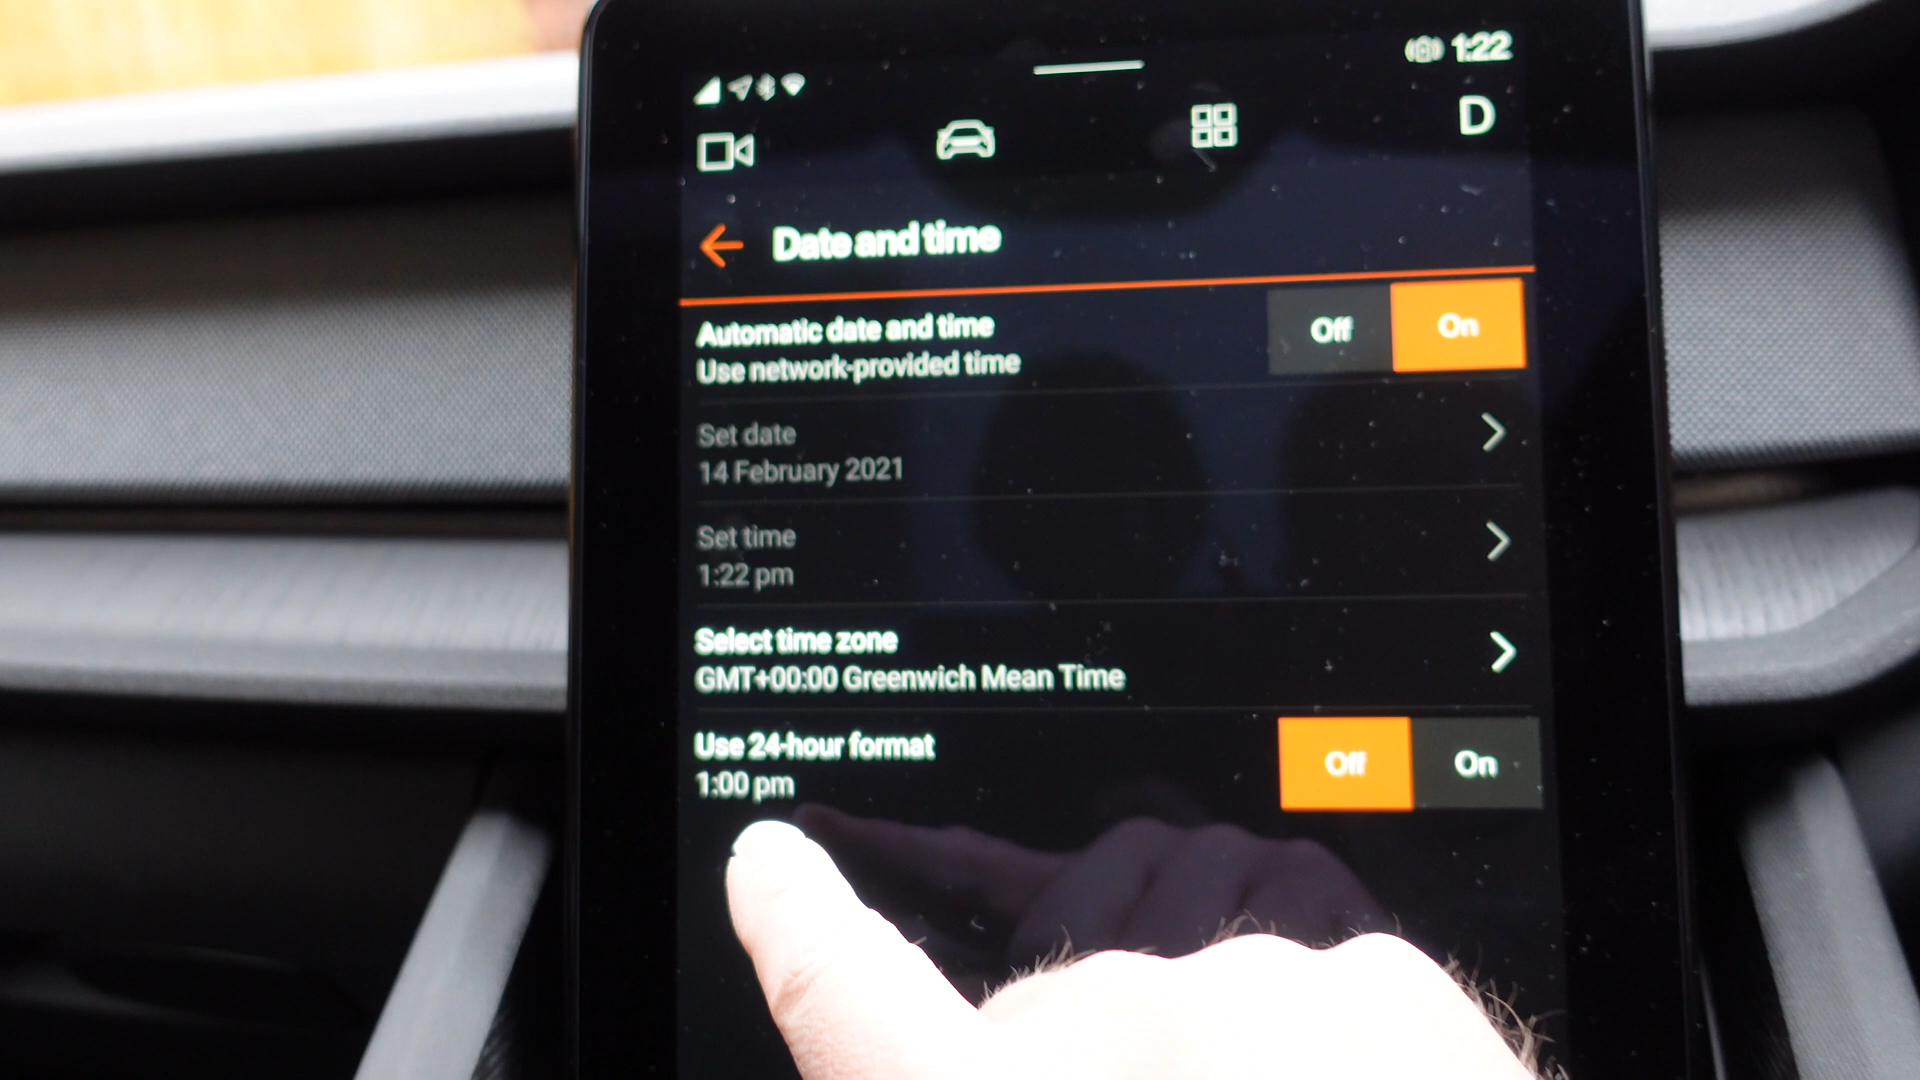 1:22
D
Date and time
Automatic date and time
Use network-provided time
Off On
Set date
14 February 2021
Set time
1:22 pm
Select time zone
GMT+00:00 Greenwich Mean Time
Use 24-hour format
1:00 pm
Off On